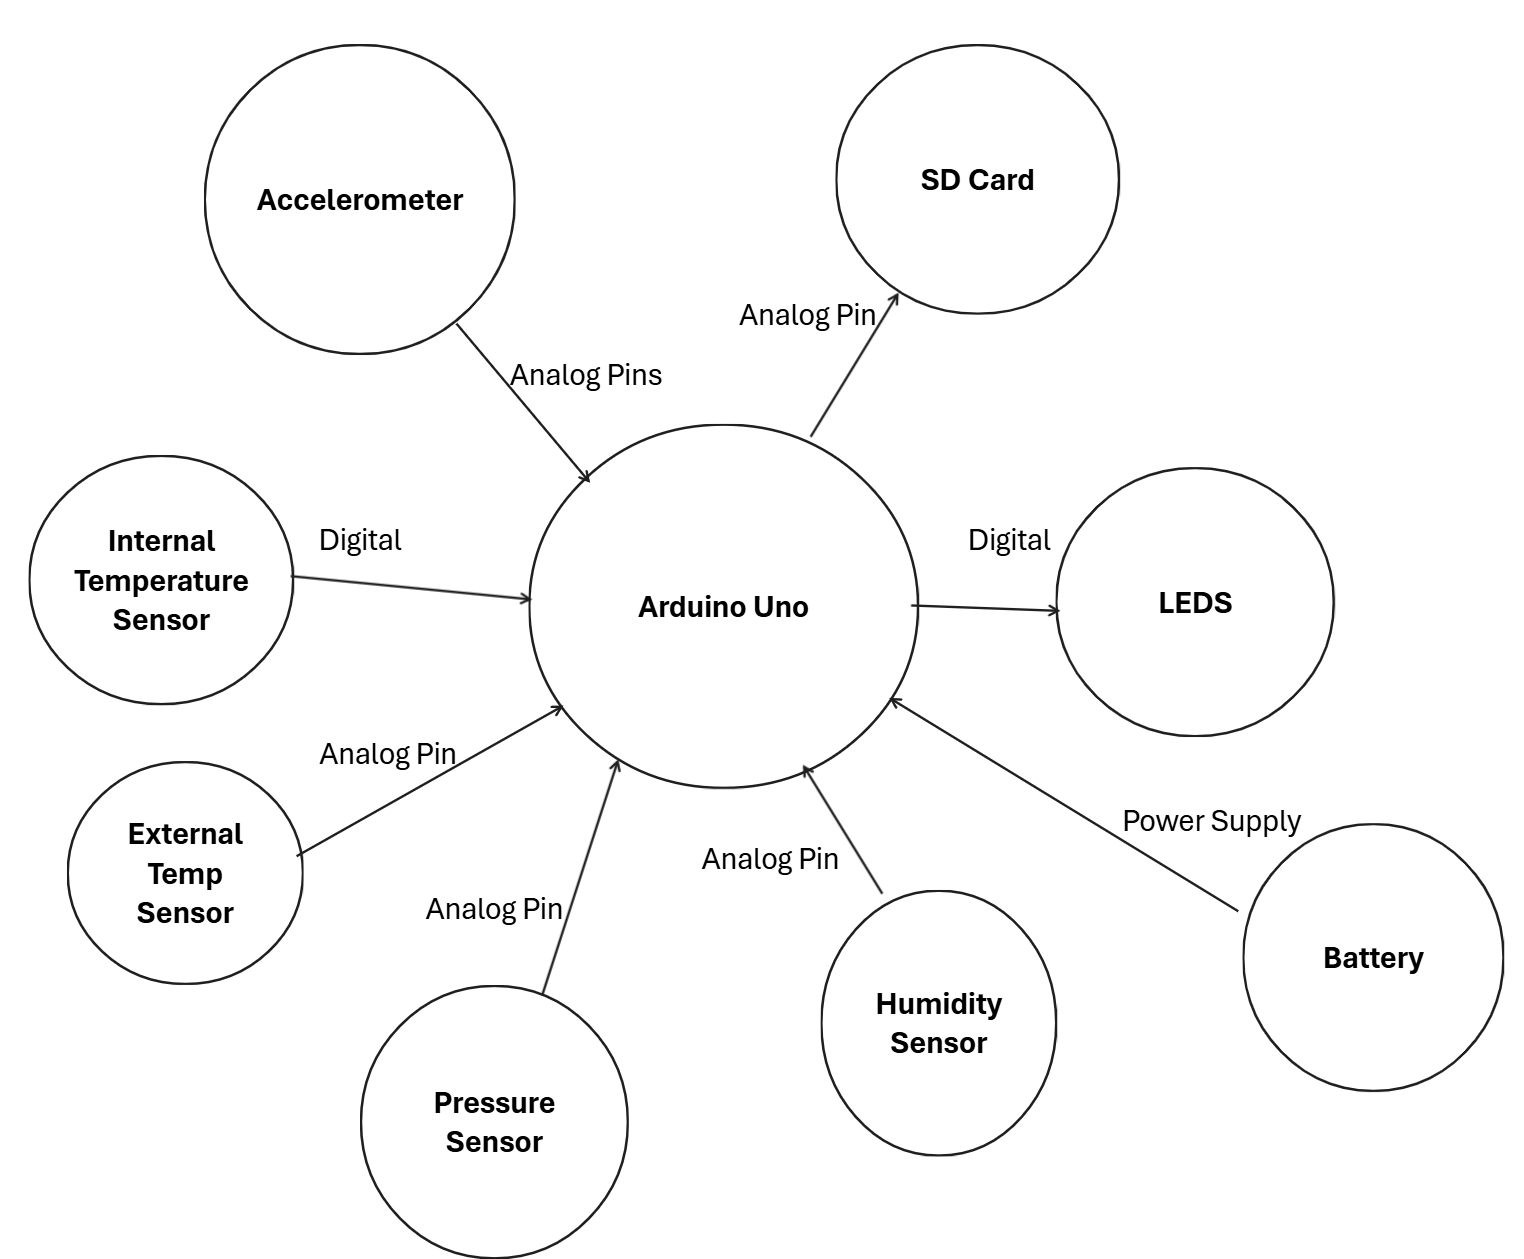 Accelerometer
SD Card
Analog Pin
Analog Pins
Internal
Temperature
Sensor
Digital
Arduino Uno
Digital
LEDS
Analog Pin
External
Temp
Sensor
Analog Pin
Analog Pin
Power Supply
Pressure
Sensor
Humidity
Sensor
Battery